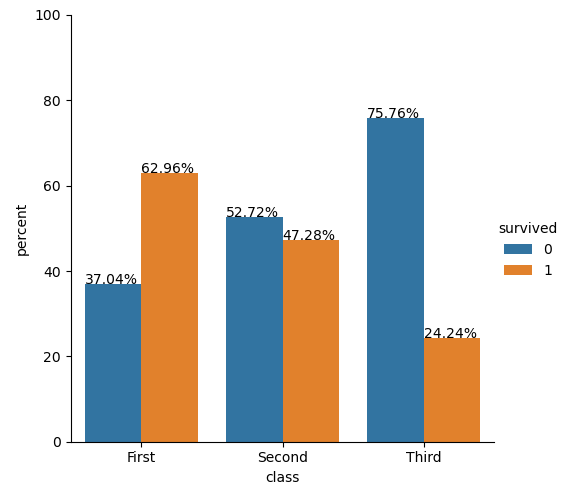 100
80
60
40
20
0
percent
37.04%
62.96%
52.72%
47.28%
75.76%
24.24%
First
Second
Third
class
survived
0
1